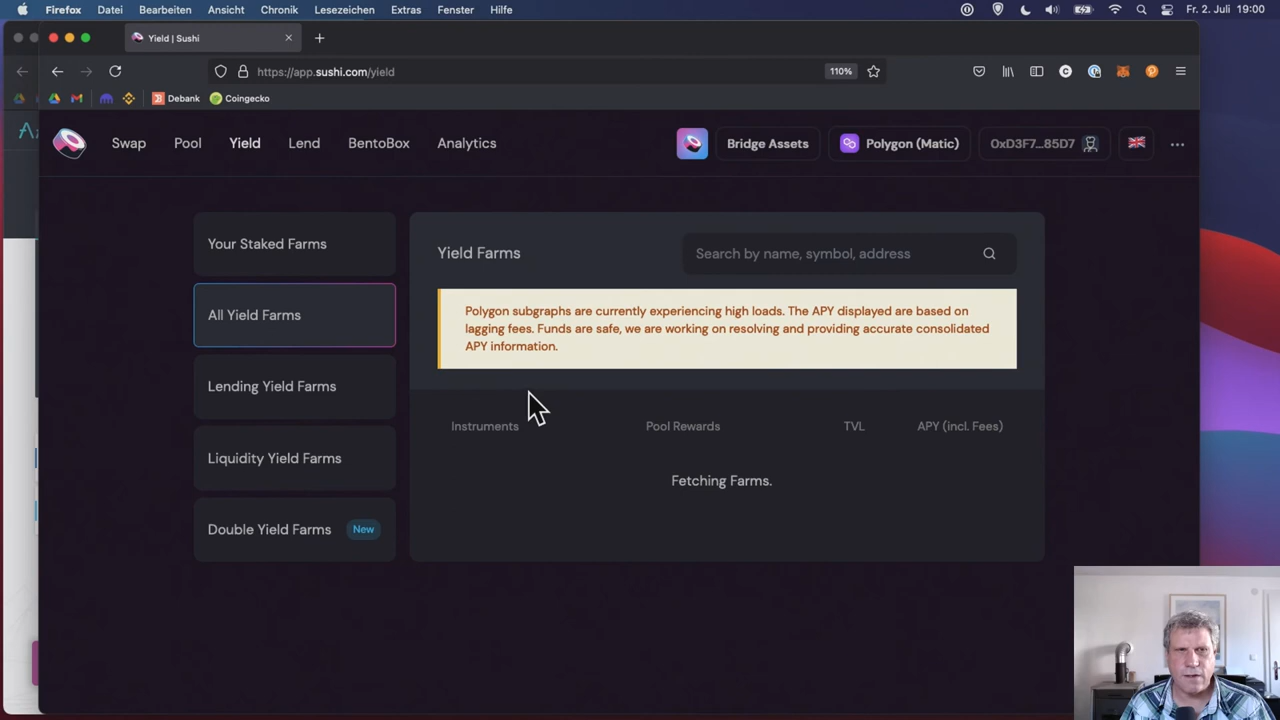 Firefox Datei Bearbeiten Ansicht Chronik Lesezeichen Extras Fenster Hilfe Fr. 2. Juli 19:00
Yield | Sushi
https://app.sushi.com/yield 110%
Debank Coingecko
Swap Pool Yield Lend BentoBox Analytics Bridge Assets Polygon (Matic) 0xD3F7...85D7
Your Staked Farms
All Yield Farms
Lending Yield Farms
Liquidity Yield Farms
Double Yield Farms New
Yield Farms Search by name, symbol, address
Polygon subgraphs are currently experiencing high loads. The APY displayed are based on
lagging fees. Funds are safe, we are working on resolving and providing accurate consolidated
APY information.
Instruments Pool Rewards TVL APY (incl. Fees)
Fetching Farms.